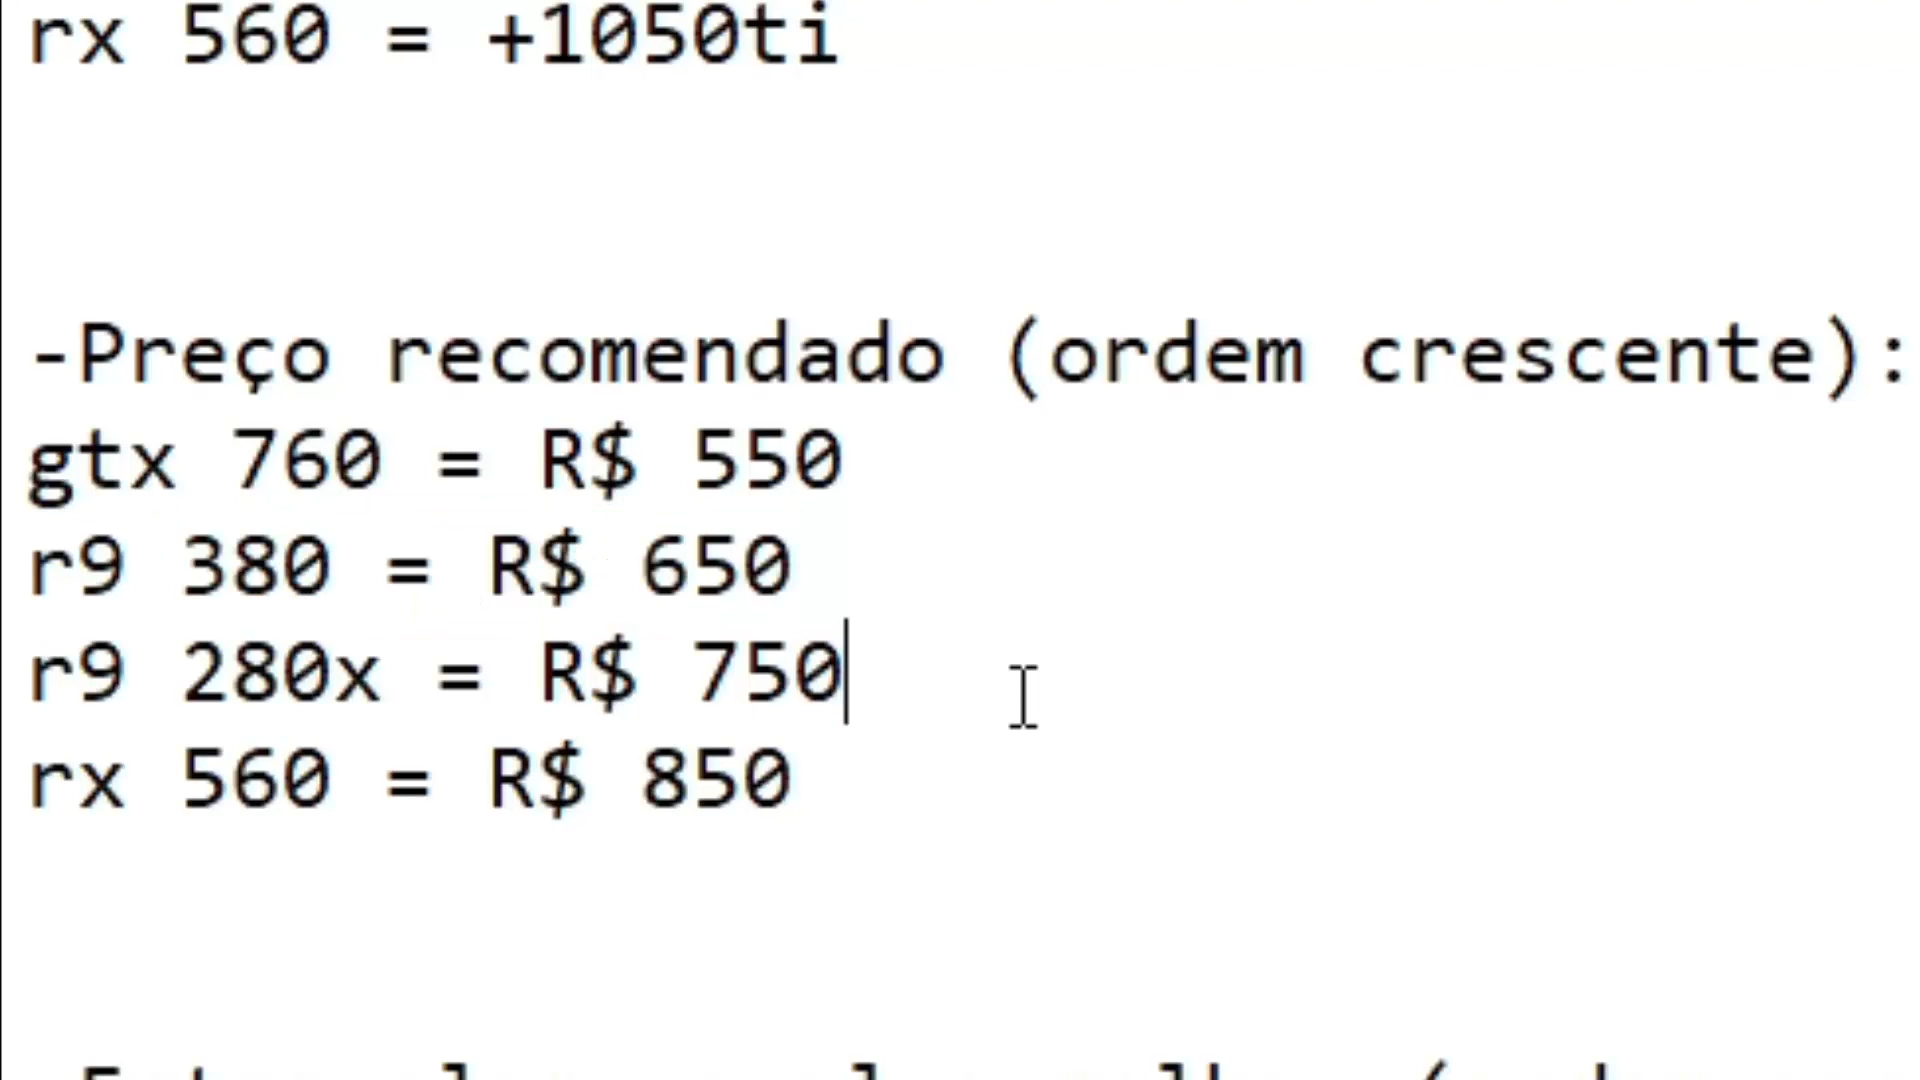 rx 560 = +1050ti
-Preço recomendado (ordem crescente):
gtx 760 = R$ 550
r9 380 = R$ 650
r9 280x = R$ 750
rx 560 = R$ 850